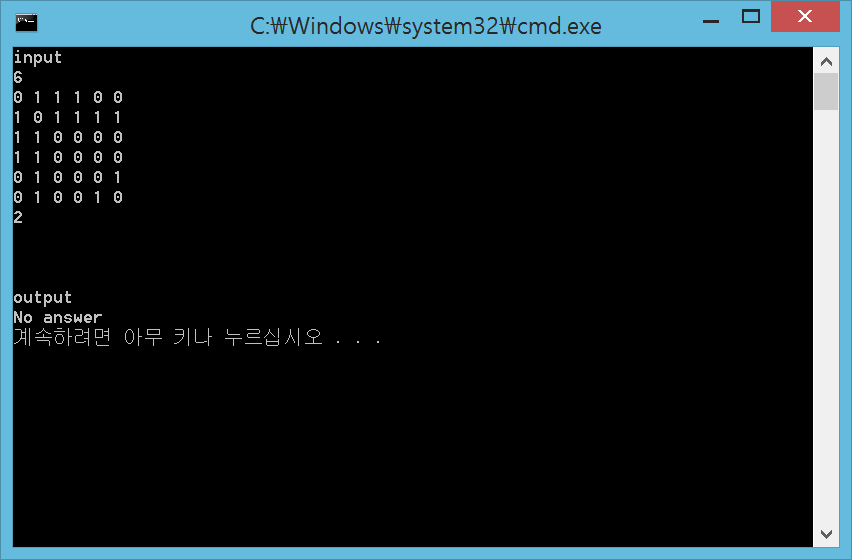 C:₩Windows₩system32₩cmd.exe
input
6
0 1 1 1 0 0
1 0 1 1 1 1
1 1 0 0 0 0
1 1 0 0 0 0
0 1 0 0 0 1
0 1 0 0 1 0
2
output
No answer
계속하려면 아무 키나 누르십시오 . . .